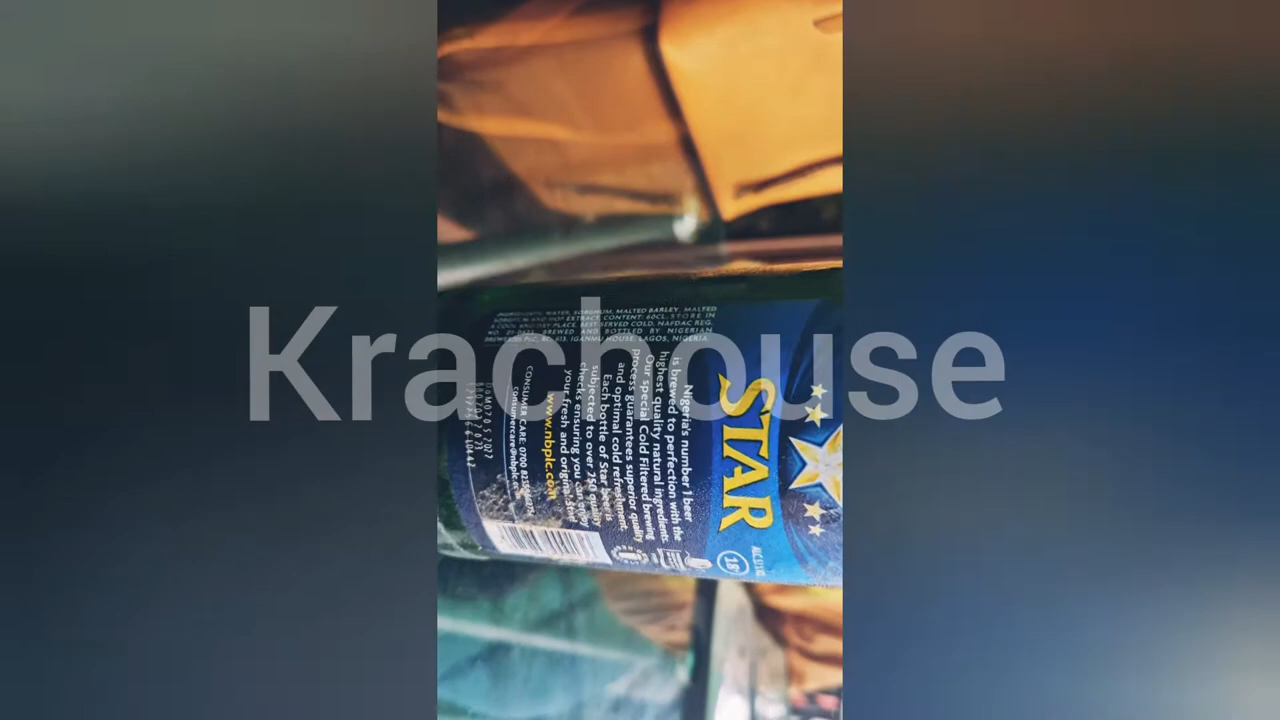 Krachouse
STAR
Nigeria's number 1 beer
is brewed to perfection with the
highest quality natural ingredients.
Our special Cold Filtered brewing
process guarantees superior quality
and optimal cold refreshment.
Each bottle of Star beer is
subjected to over 750 quality
checks ensuring you can enjoy
your fresh and original Star
www.nbplc.com
CONSUMER CARE: 0700
INGREDIENTS: WATER, SORGHUM, MALTED BARLEY, MALTED
SORGHUM AND HOP EXTRACT. CONTENT: 60CL. STORE IN
A COOL AND DRY PLACE. BEST SERVED COLD. NAFDAC REG.
NO. BREWED AND BOTTLED BY NIGERIAN
BREWERIES PLC, RC: 613. IGANMU HOUSE, LAGOS, NIGERIA.
18+